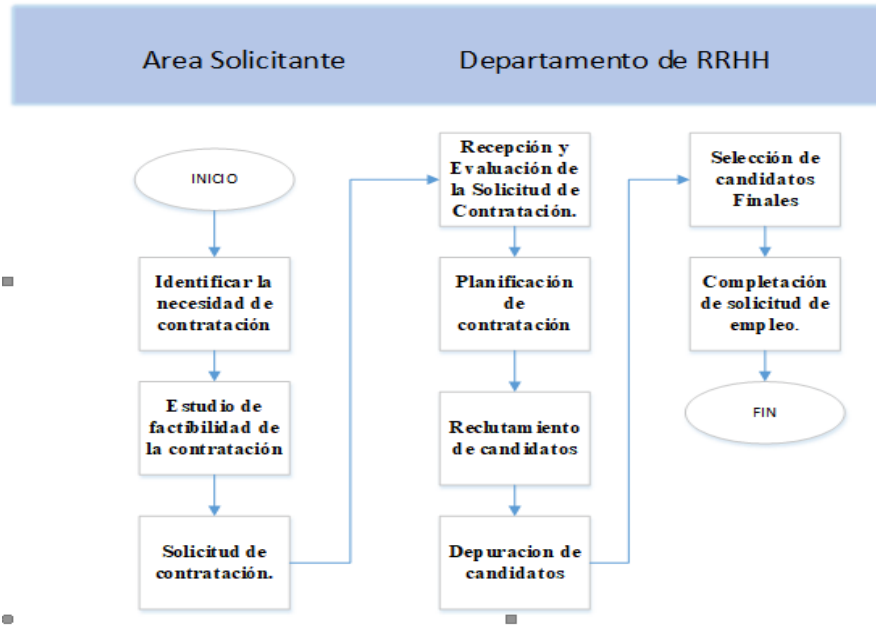 Area Solicitante
Departamento de RRHH
INICIO
Identificar la
necesidad de
contratación
Estudio de
factibilidad de
la contratación
Solicitud de
contratación.
Recepción y
Evaluación de
la Solicitud de
Contratación.
Planificación
de
contratación
Reclutamiento
de candidatos
Depuracion de
candidatos
Selección de
candidatos
Finales
Completación
de solicitud de
empleo.
FIN